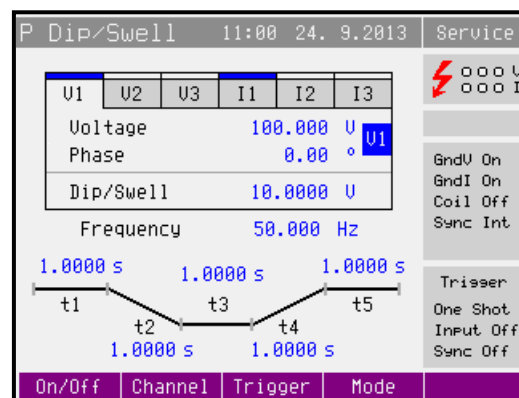 P Dip/Swell 11:00 24. 9.2013 Service
V1 V2 V3 I1 I2 I3
000 V
000 I
Voltage 100.000 V
V1
Phase 0.00 °
Dip/Swell 10.0000 V
Frequency 50.000 Hz
GndU On
GndI On
Coil Off
Sync Int
1.0000 s 1.0000 s 1.0000 s
t1 t3 t5
t2 t4
1.0000 s 1.0000 s
Trigger
One Shot
Input Off
Sync Off
On/Off Channel Trigger Mode